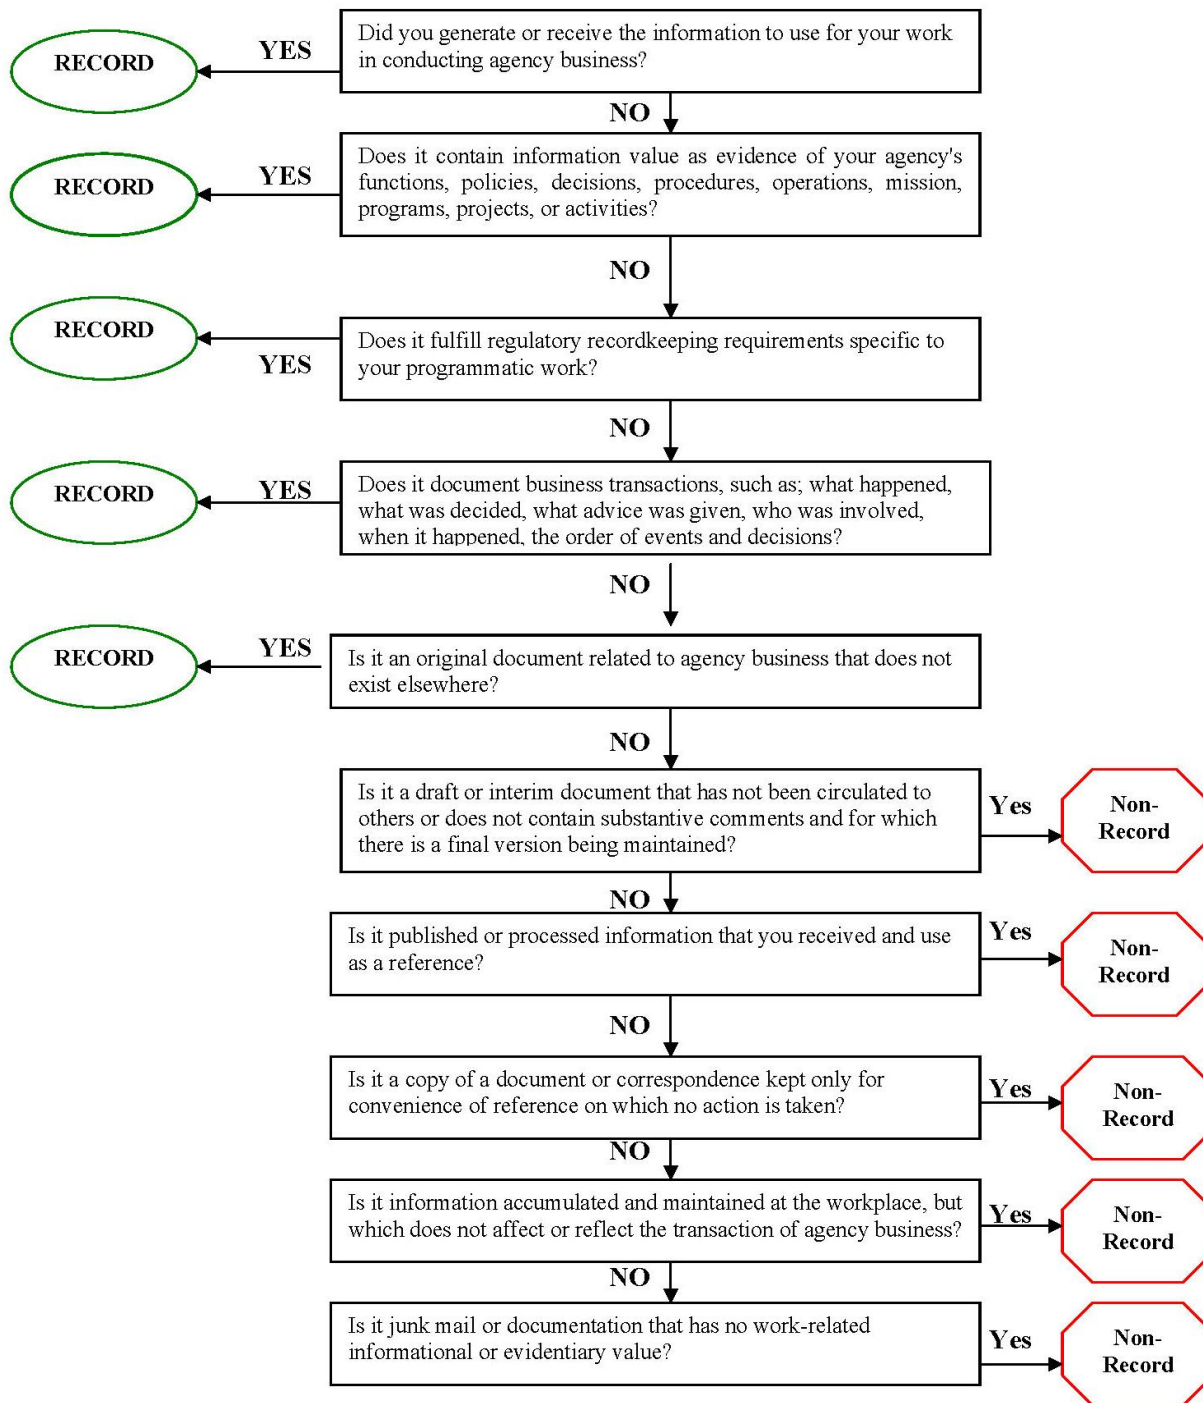 RECORD
YES
Did you generate or receive the information to use for your work
in conducting agency business?
NO
RECORD
YES
Does it contain information value as evidence of your agency's
functions, policies, decisions, procedures, operations, mission,
programs, projects, or activities?
NO
RECORD
YES
Does it fulfill regulatory recordkeeping requirements specific to
your programmatic work?
NO
RECORD
YES
Does it document business transactions, such as; what happened,
what was decided, what advice was given, who was involved,
when it happened, the order of events and decisions?
NO
RECORD
YES
Is it an original document related to agency business that does not
exist elsewhere?
NO
Is it a draft or interim document that has not been circulated to
others or does not contain substantive comments and for which
there is a final version being maintained?
Yes
Non-
Record
NO
Is it published or processed information that you received and use
as a reference?
Yes
Non-
Record
NO
Is it a copy of a document or correspondence kept only for
convenience of reference on which no action is taken?
Yes
Non-
Record
NO
Is it information accumulated and maintained at the workplace, but
which does not affect or reflect the transaction of agency business?
Yes
Non-
Record
NO
Is it junk mail or documentation that has no work-related
informational or evidentiary value?
Yes
Non-
Record